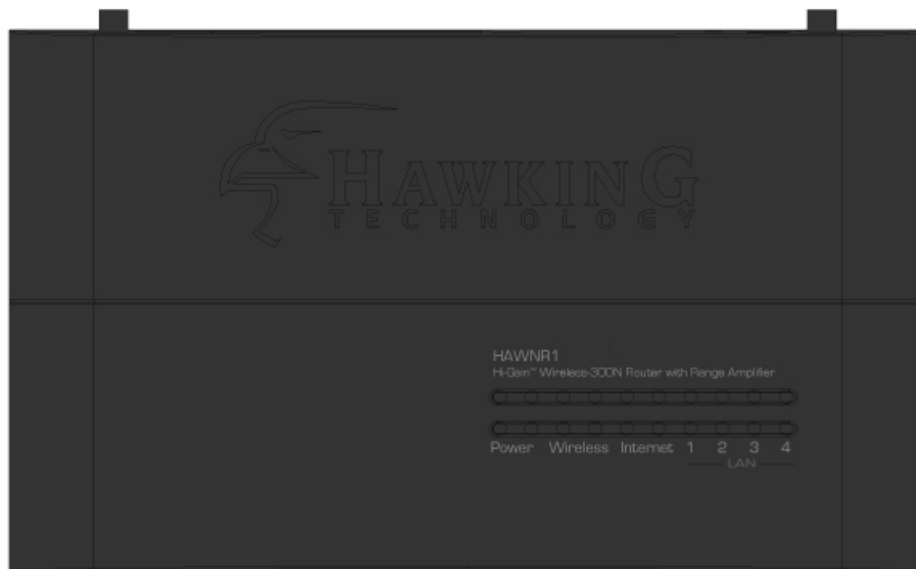 HAWKING
TECHNOLOGY
HAWNR1
Hi-Gain™ Wireless-300N Router with Range Amplifier
Power Wireless Internet 1 2 3 4
LAN